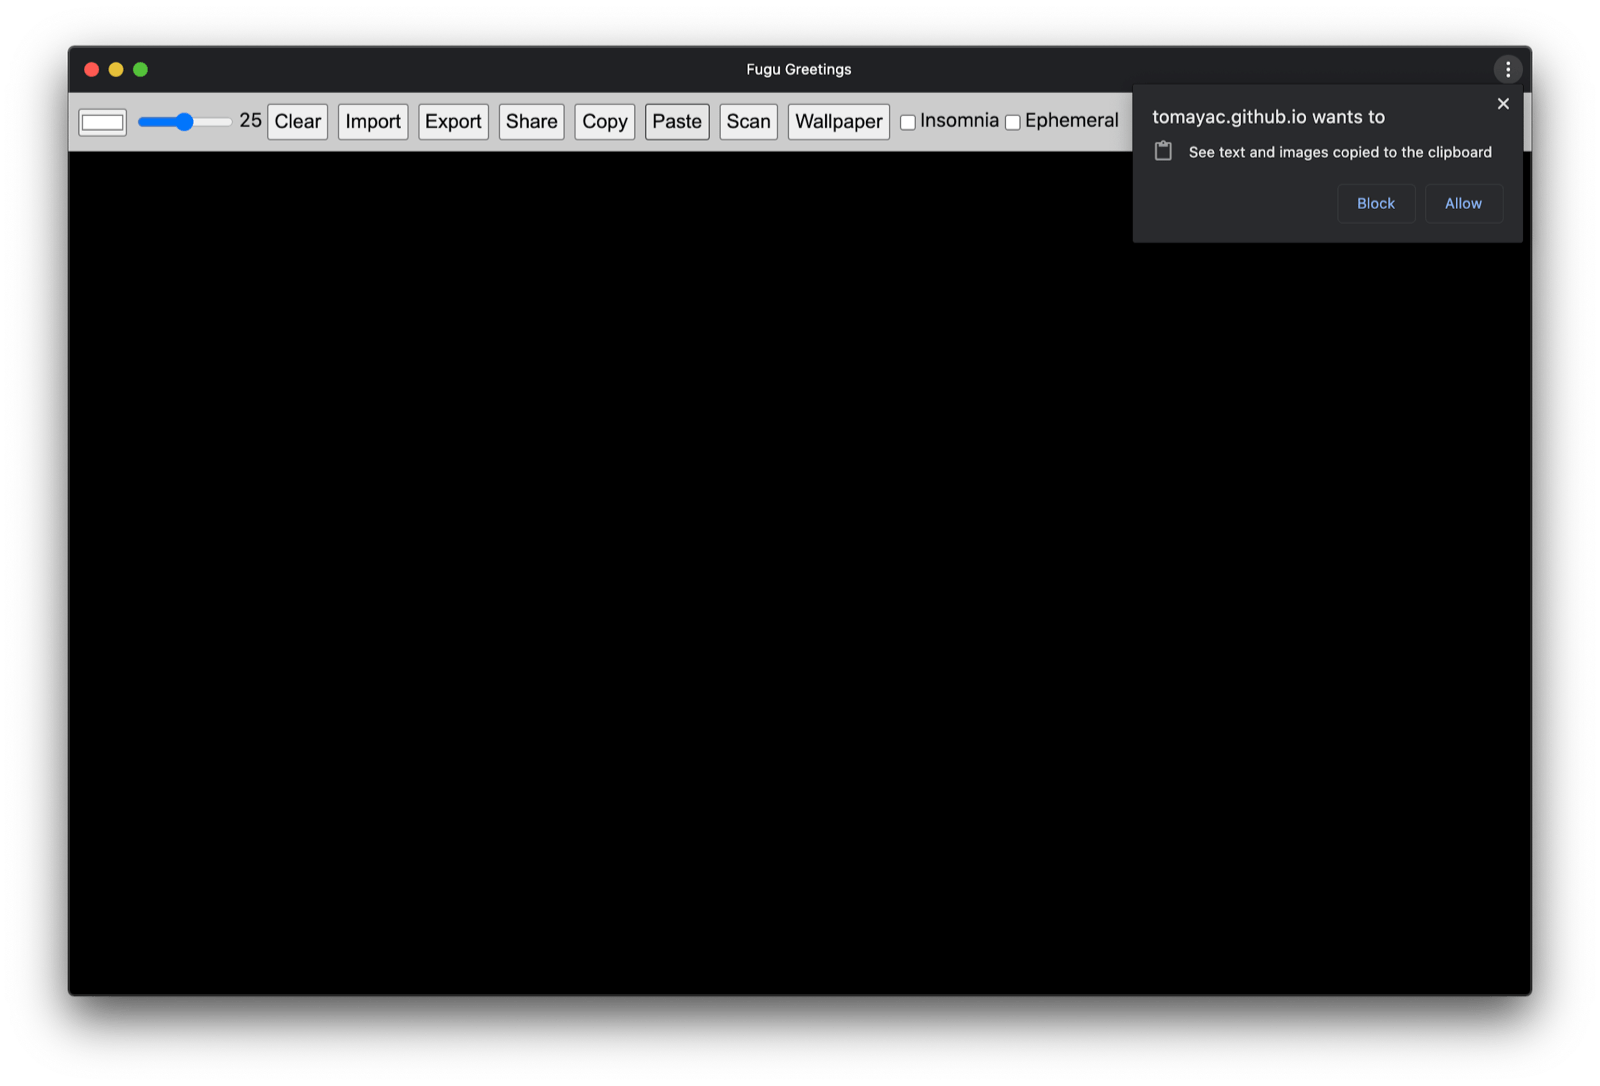 Fugu Greetings
25 Clear Import Export Share Copy Paste Scan Wallpaper Insomnia Ephemeral
tomayac.github.io wants to
See text and images copied to the clipboard
Block Allow